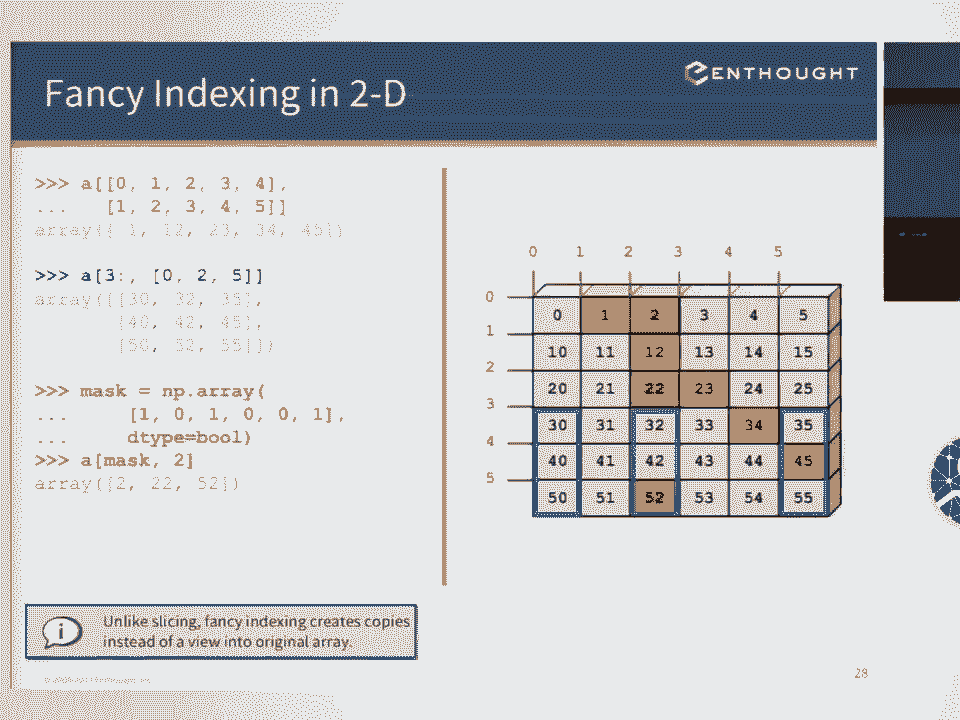 ENTHOUGHT
Fancy Indexing in 2-D
>>> a[[0, 1, 2, 3, 4],
...   [1, 2, 3, 4, 5]]
array([ 1, 12, 23, 34, 45])
>>> a[3:, [0, 2, 5]]
array([[30, 32, 35],
       [40, 42, 45],
       [50, 52, 55]])
>>> mask = np.array(
...     [1, 0, 1, 0, 0, 1],
...     dtype=bool)
>>> a[mask, 2]
array([2, 22, 52])
0 1 2 3 4 5
0
1
2
3
4
5
0 1 2 3 4 5
10 11 12 13 14 15
20 21 22 23 24 25
30 31 32 33 34 35
40 41 42 43 44 45
50 51 52 53 54 55
i
Unlike slicing, fancy indexing creates copies
instead of a view into original array.
28